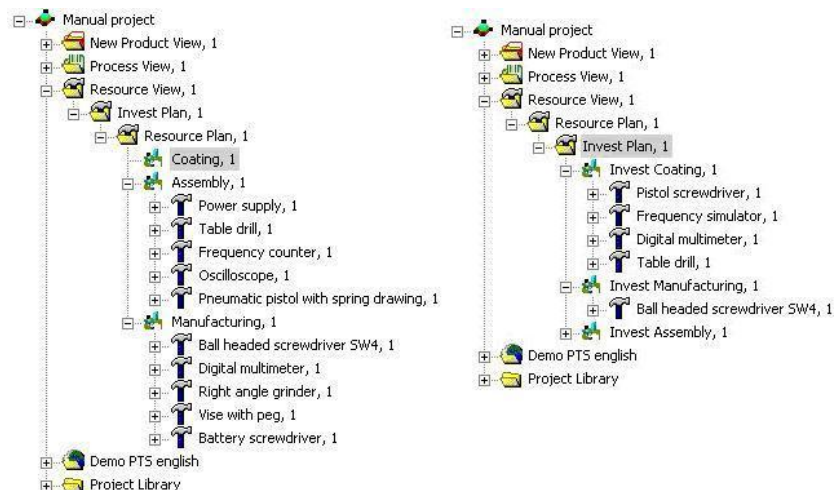 Manual project
New Product View, 1
Process View, 1
Resource View, 1
Invest Plan, 1
Resource Plan, 1
Coating, 1
Assembly, 1
Power supply, 1
Table drill, 1
Frequency counter, 1
Oscilloscope, 1
Pneumatic pistol with spring drawing, 1
Manufacturing, 1
Ball headed screwdriver SW4, 1
Digital multimeter, 1
Right angle grinder, 1
Vise with peg, 1
Battery screwdriver, 1
Demo PTS english
Project Library
Manual project
New Product View, 1
Process View, 1
Resource View, 1
Resource Plan, 1
Invest Plan, 1
Invest Coating, 1
Pistol screwdriver, 1
Frequency simulator, 1
Digital multimeter, 1
Table drill, 1
Invest Manufacturing, 1
Ball headed screwdriver SW4, 1
Invest Assembly, 1
Demo PTS english
Project Library